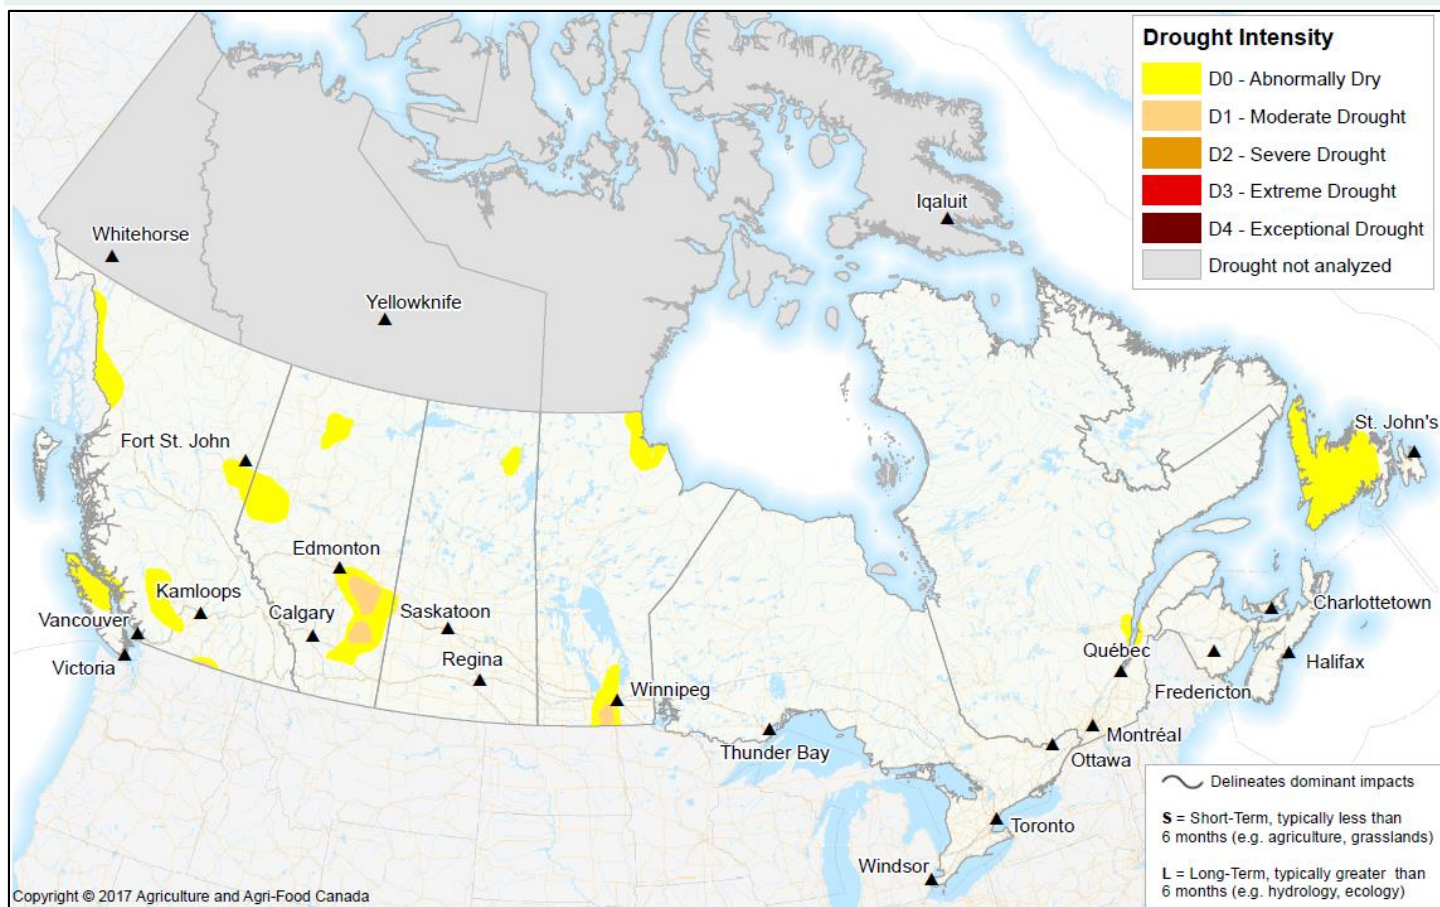 Drought Intensity
D0 - Abnormally Dry
D1 - Moderate Drought
D2 - Severe Drought
D3 - Extreme Drought
D4 - Exceptional Drought
Drought not analyzed
Iqaluit
Whitehorse
Yellowknife
St. John's
Fort St. John
Edmonton
Kamloops
Calgary
Saskatoon
Vancouver
Victoria
Regina
Winnipeg
Charlottetown
Québec
Halifax
Fredericton
Montréal
Thunder Bay
Ottawa
Toronto
Windsor
Delineates dominant impacts
S = Short-Term, typically less than
6 months (e.g. agriculture, grasslands)
L = Long-Term, typically greater than
6 months (e.g. hydrology, ecology)
Copyright © 2017 Agriculture and Agri-Food Canada